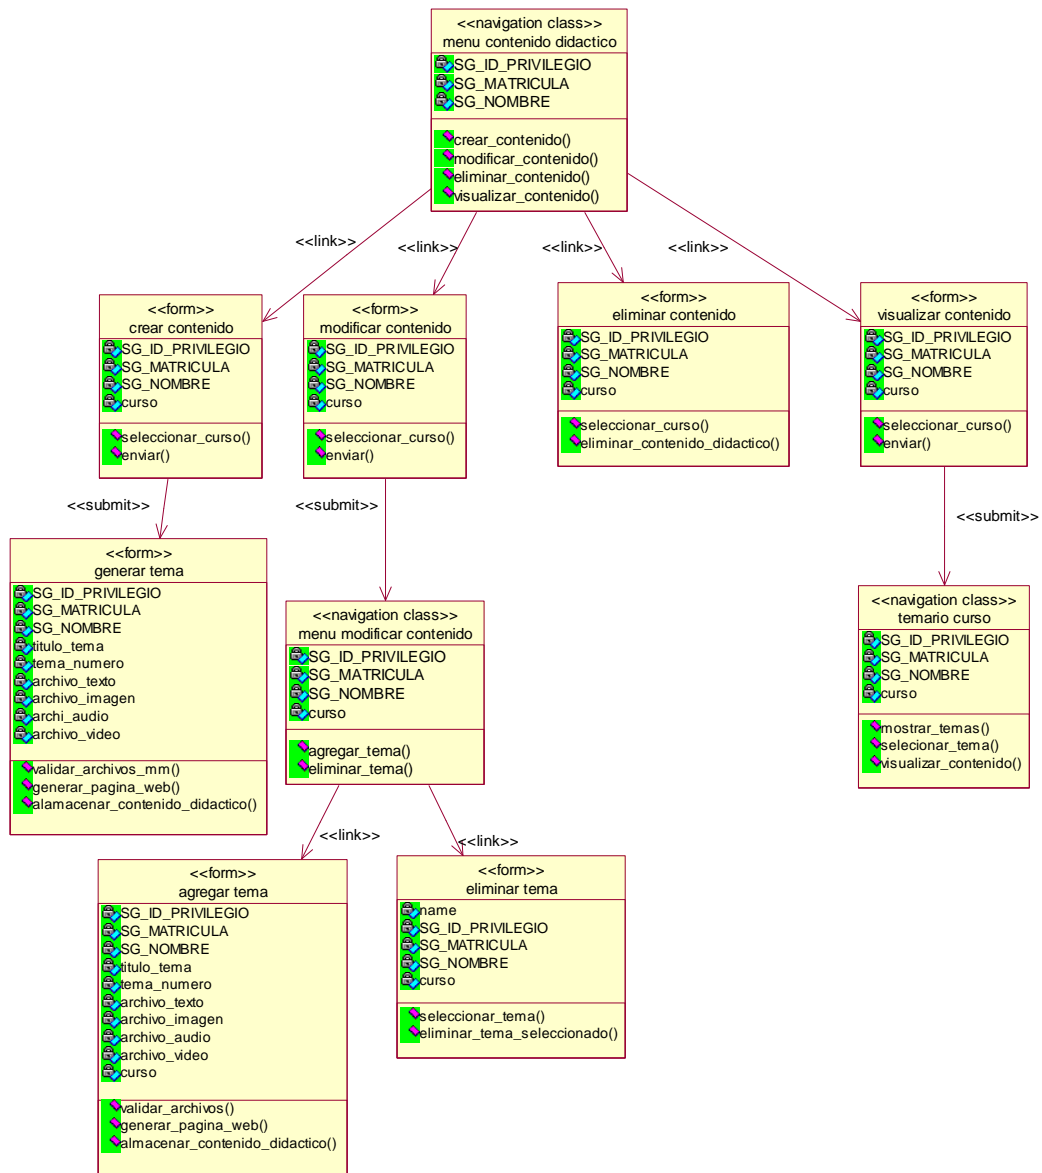 <<navigation class>>
menu contenido didactico
SG_ID_PRIVILEGIO
SG_MATRICULA
SG_NOMBRE
crear_contenido()
modificar_contenido()
eliminar_contenido()
visualizar_contenido()
<<link>>
<<link>>
<<link>>
<<link>>
<<form>>
crear contenido
SG_ID_PRIVILEGIO
SG_MATRICULA
SG_NOMBRE
curso
seleccionar_curso()
enviar()
<<form>>
modificar contenido
SG_ID_PRIVILEGIO
SG_MATRICULA
SG_NOMBRE
curso
seleccionar_curso()
enviar()
<<form>>
eliminar contenido
SG_ID_PRIVILEGIO
SG_MATRICULA
SG_NOMBRE
curso
seleccionar_curso()
eliminar_contenido_didactico()
<<form>>
visualizar contenido
SG_ID_PRIVILEGIO
SG_MATRICULA
SG_NOMBRE
curso
seleccionar_curso()
enviar()
<<submit>>
<<submit>>
<<submit>>
<<form>>
generar tema
SG_ID_PRIVILEGIO
SG_MATRICULA
SG_NOMBRE
titulo_tema
tema_numero
archivo_texto
archivo_imagen
archi_audio
archivo_video
validar_archivos_mm()
generar_pagina_web()
alamacenar_contenido_didactico()
<<navigation class>>
menu modificar contenido
SG_ID_PRIVILEGIO
SG_MATRICULA
SG_NOMBRE
curso
agregar_tema()
eliminar_tema()
<<navigation class>>
temario curso
SG_ID_PRIVILEGIO
SG_MATRICULA
SG_NOMBRE
curso
mostrar_temas()
selecionar_tema()
visualizar_contenido()
<<link>>
<<link>>
<<form>>
agregar tema
SG_ID_PRIVILEGIO
SG_MATRICULA
SG_NOMBRE
titulo_tema
tema_numero
archivo_texto
archivo_imagen
archivo_audio
archivo_video
curso
validar_archivos()
generar_pagina_web()
almacenar_contenido_didactico()
<<form>>
eliminar tema
name
SG_ID_PRIVILEGIO
SG_MATRICULA
SG_NOMBRE
curso
seleccionar_tema()
eliminar_tema_seleccionado()